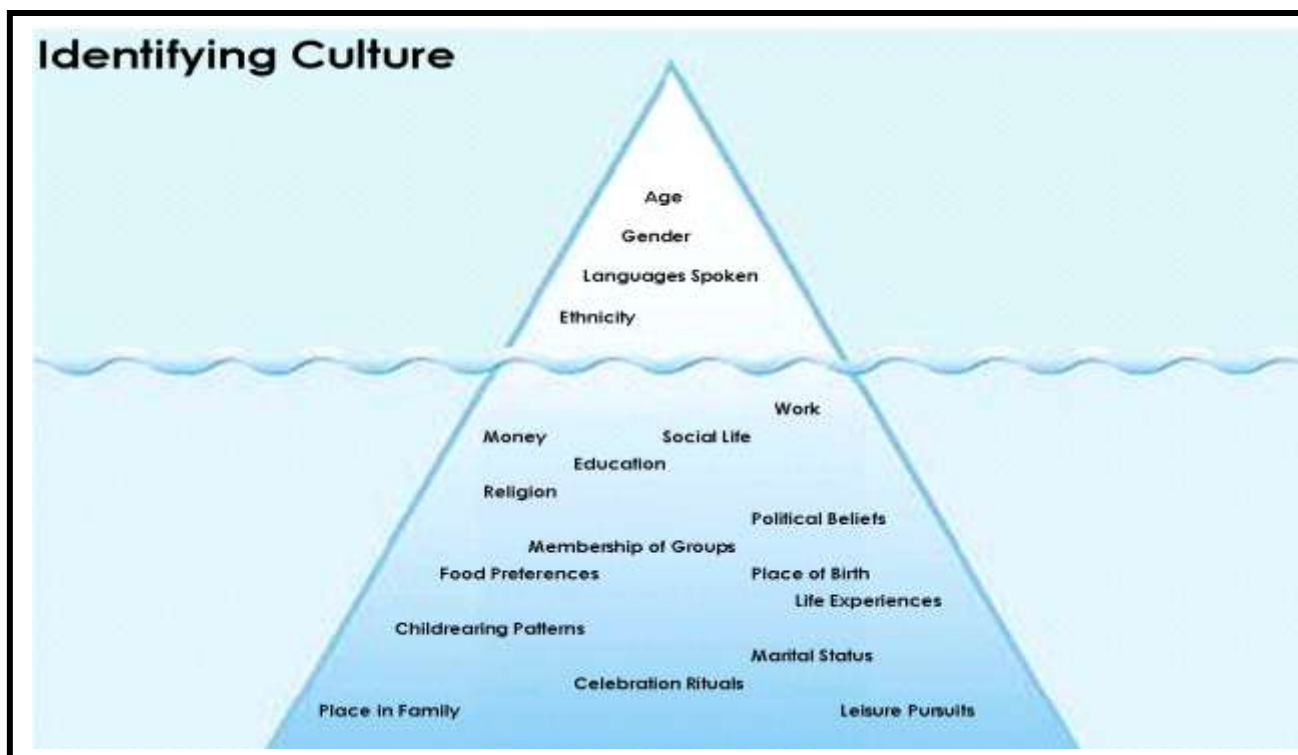 Identifying Culture
Age
Gender
Languages Spoken
Ethnicity
Work
Money Social Life
Education
Religion
Political Beliefs
Membership of Groups
Food Preferences Place of Birth
Life Experiences
Childrearing Patterns
Marital Status
Celebration Rituals
Place in Family Leisure Pursuits